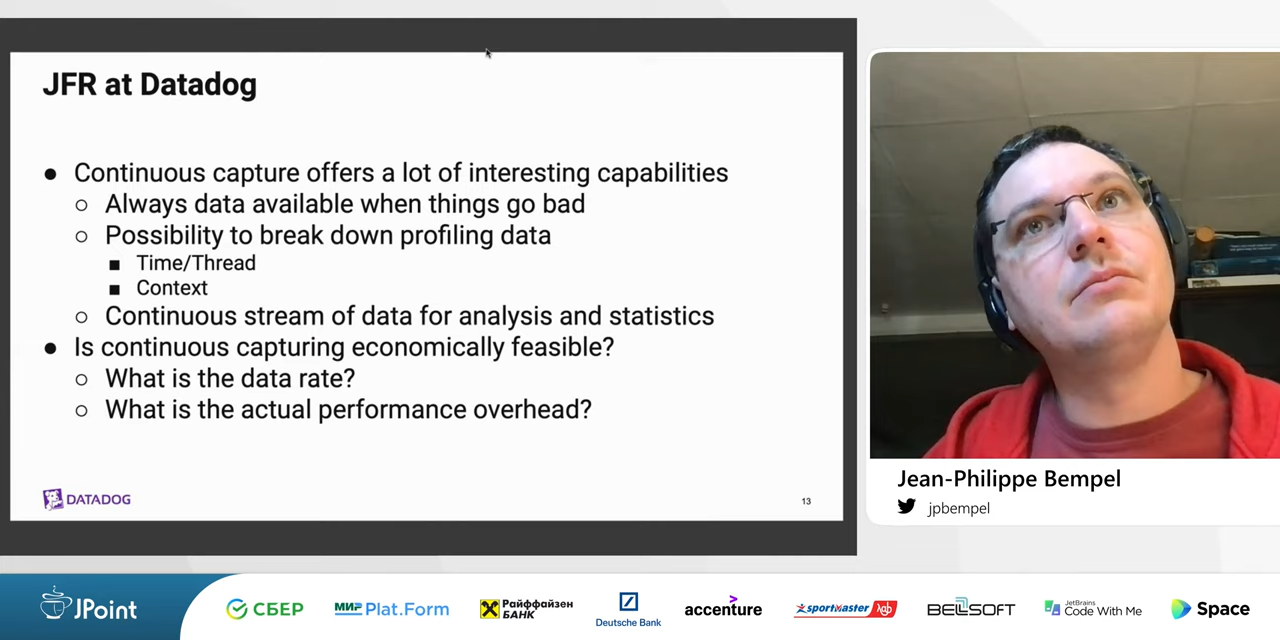 JFR at Datadog
● Continuous capture offers a lot of interesting capabilities
○ Always data available when things go bad
○ Possibility to break down profiling data
■ Time/Thread
■ Context
○ Continuous stream of data for analysis and statistics
● Is continuous capturing economically feasible?
○ What is the data rate?
○ What is the actual performance overhead?
DATADOG
13
Jean-Philippe Bempel
jpbempel
JPoint
СБЕР
МИР Plat.Form
Райффайзен
БАНК
Deutsche Bank
accenture
sportmaster lab
BELLSOFT
JetBrains
Code With Me
Space